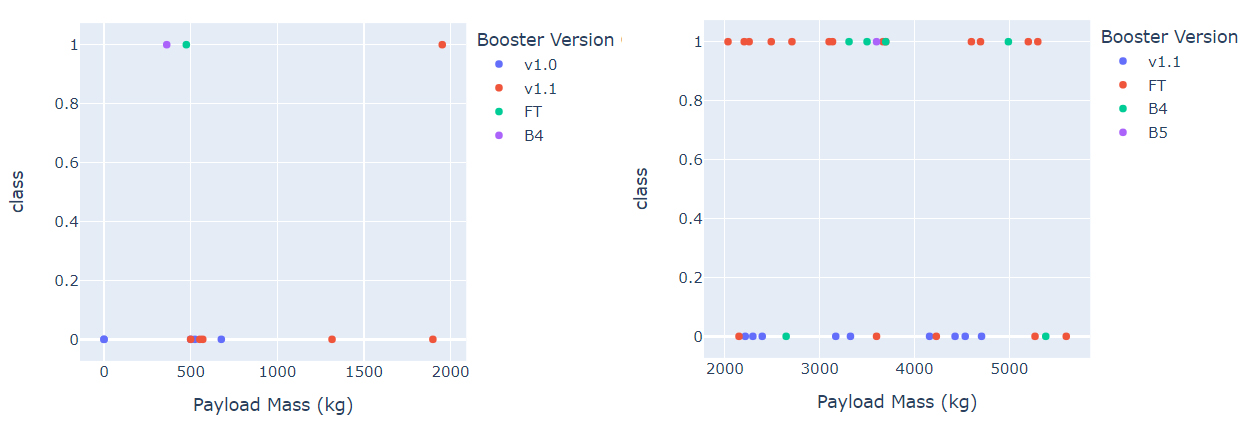 Booster Version
v1.0
v1.1
FT
B4
1
0.8
0.6
0.4
0.2
0
class
0
500
1000
1500
2000
Payload Mass (kg)
Booster Version
v1.1
FT
B4
B5
1
0.8
0.6
0.4
0.2
0
class
2000
3000
4000
5000
Payload Mass (kg)